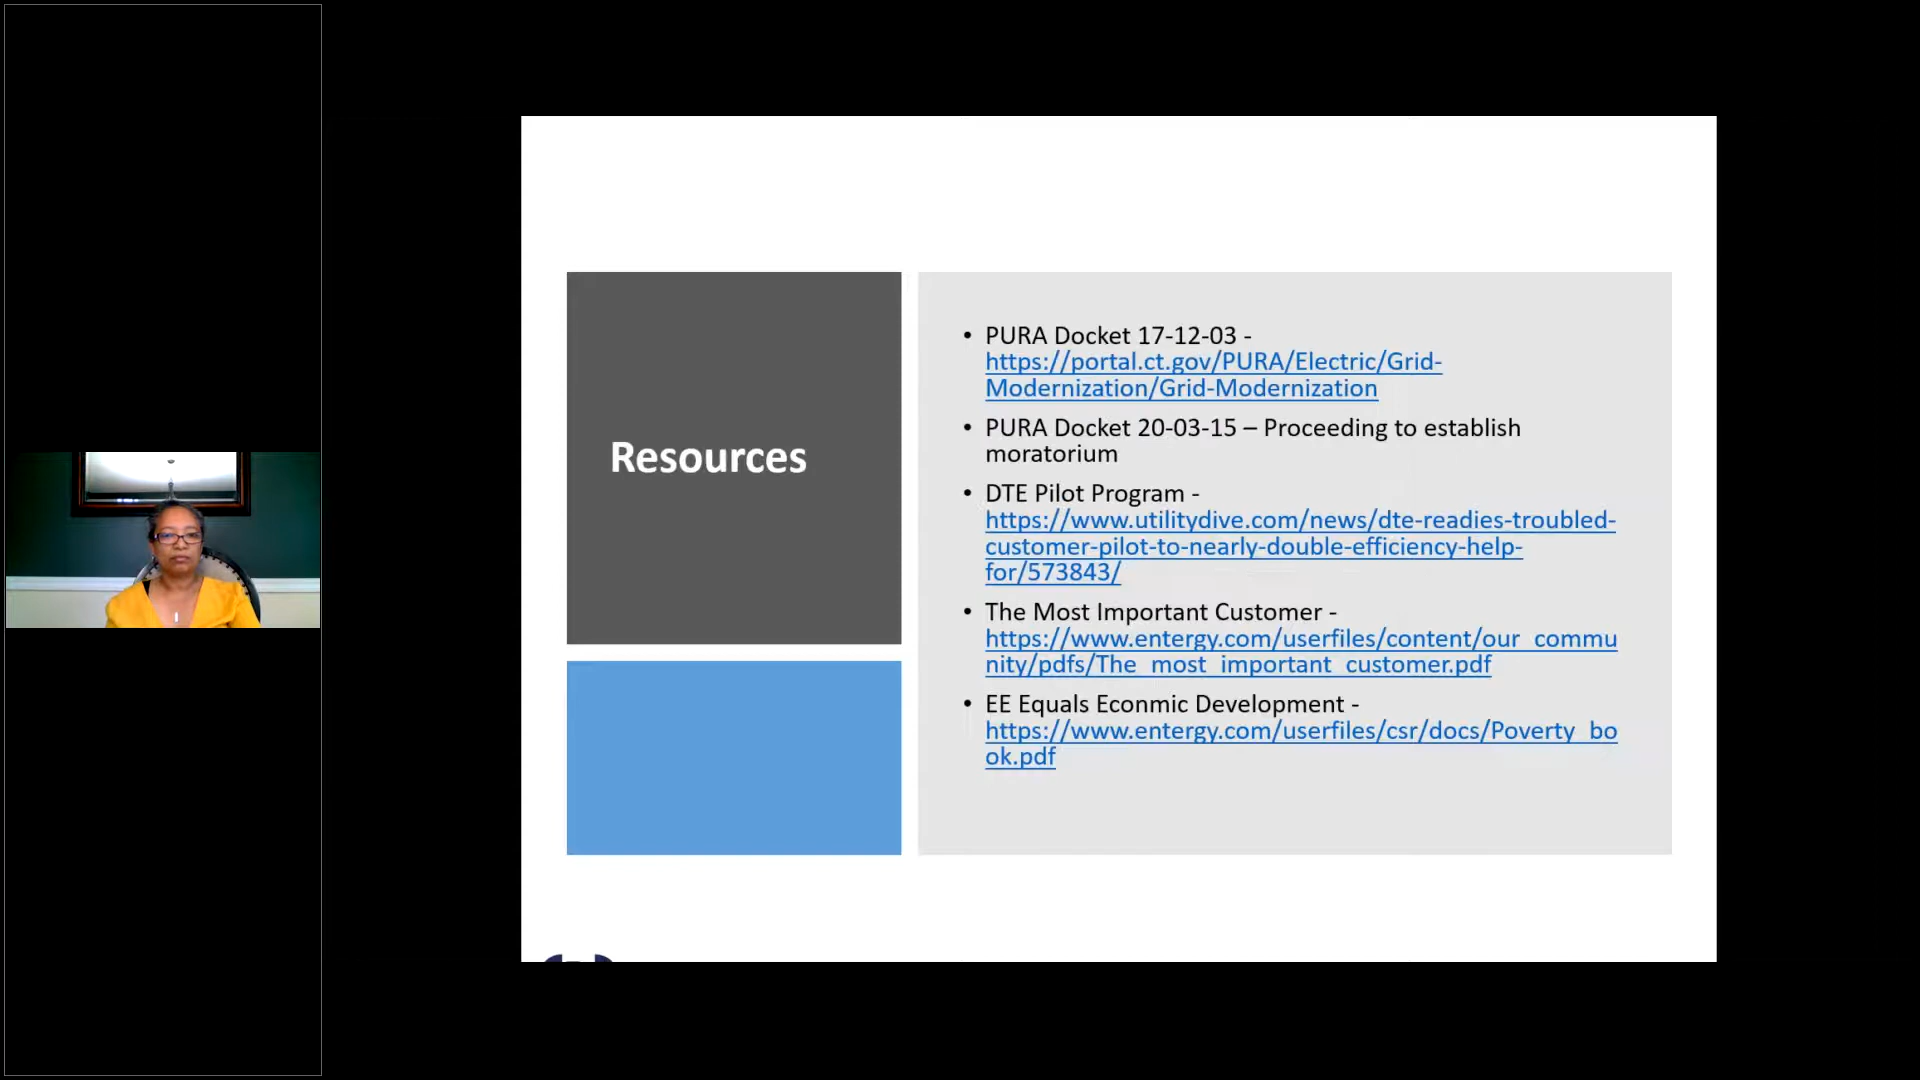 Resources
• PURA Docket 17-12-03 -
https://portal.ct.gov/PURA/Electric/Grid-
Modernization/Grid-Modernization
• PURA Docket 20-03-15 – Proceeding to establish
moratorium
• DTE Pilot Program -
https://www.utilitydive.com/news/dte-readies-troubled-
customer-pilot-to-nearly-double-efficiency-help-
for/573843/
• The Most Important Customer -
https://www.entergy.com/userfiles/content/our_commu
nity/pdfs/The_most_important_customer.pdf
• EE Equals Econmic Development -
https://www.entergy.com/userfiles/csr/docs/Poverty_bo
ok.pdf